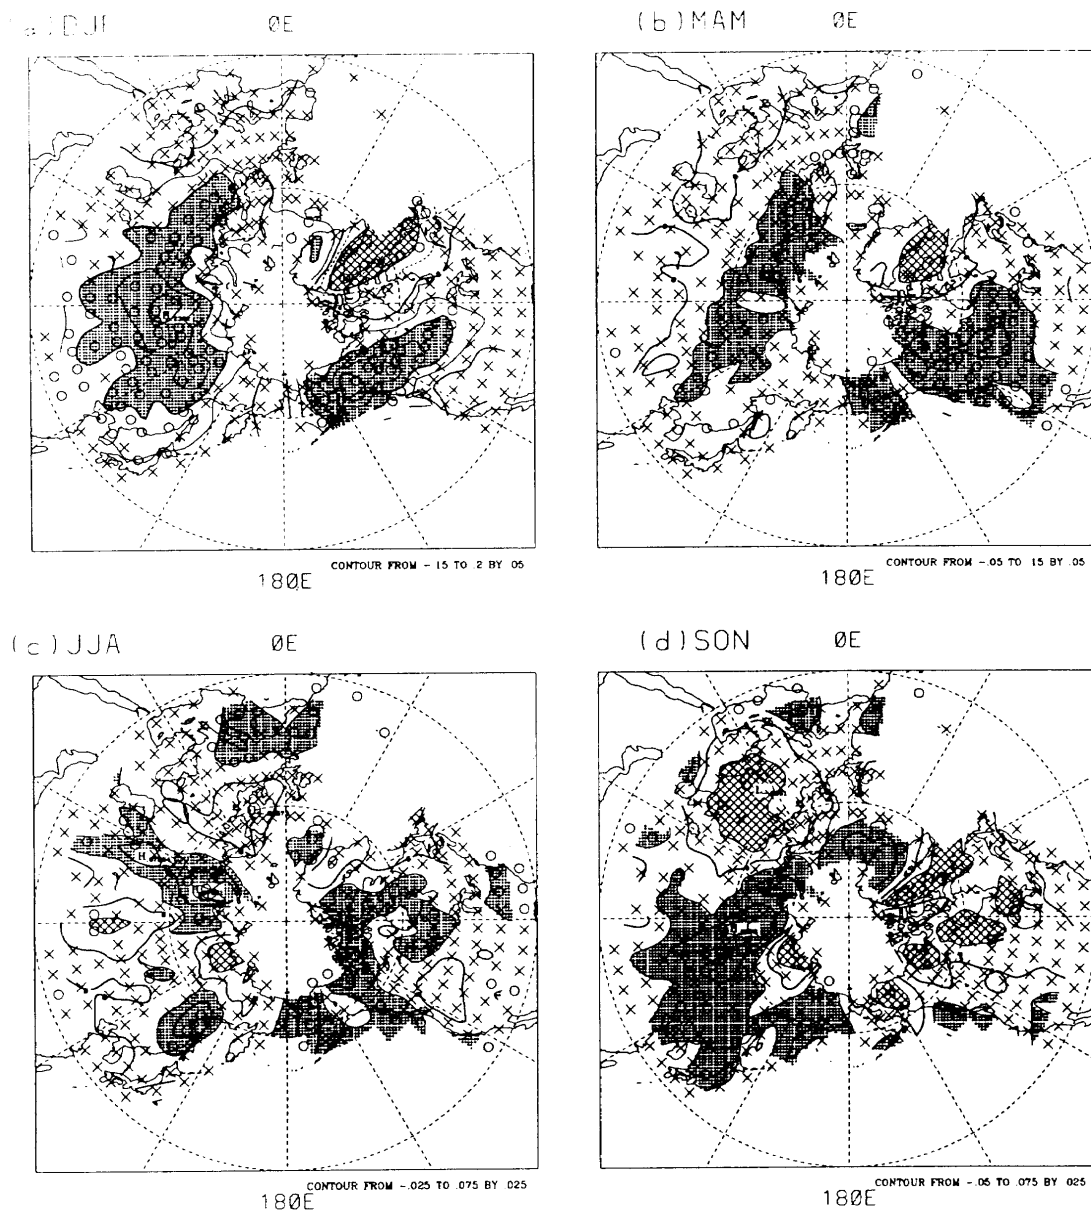 (a) DJF 0E
(b) MAM 0E
CONTOUR FROM -.15 TO .2 BY .05
180E
CONTOUR FROM -.05 TO .15 BY .05
180E
(c) JJA 0E
(d) SON 0E
H
L
CONTOUR FROM -.025 TO .075 BY .025
180E
CONTOUR FROM -.05 TO .075 BY .025
180E